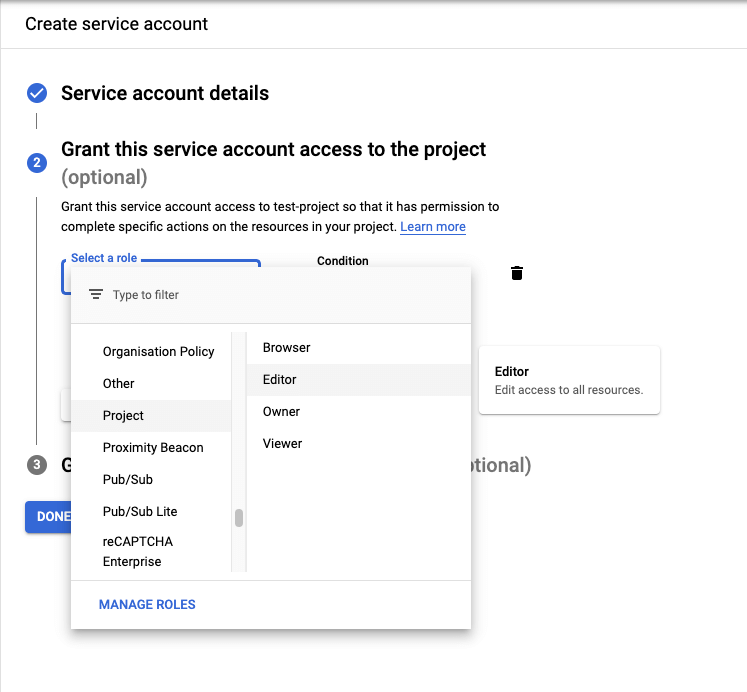 Create service account
Service account details
2
Grant this service account access to the project
(optional)
Grant this service account access to test-project so that it has permission to
complete specific actions on the resources in your project. Learn more
Select a role
Condition
Type to filter
Organisation Policy
Other
Project
Proximity Beacon
Pub/Sub
Pub/Sub Lite
reCAPTCHA
Enterprise
Browser
Editor
Owner
Viewer
Editor
Edit access to all resources.
3
DONE
MANAGE ROLES